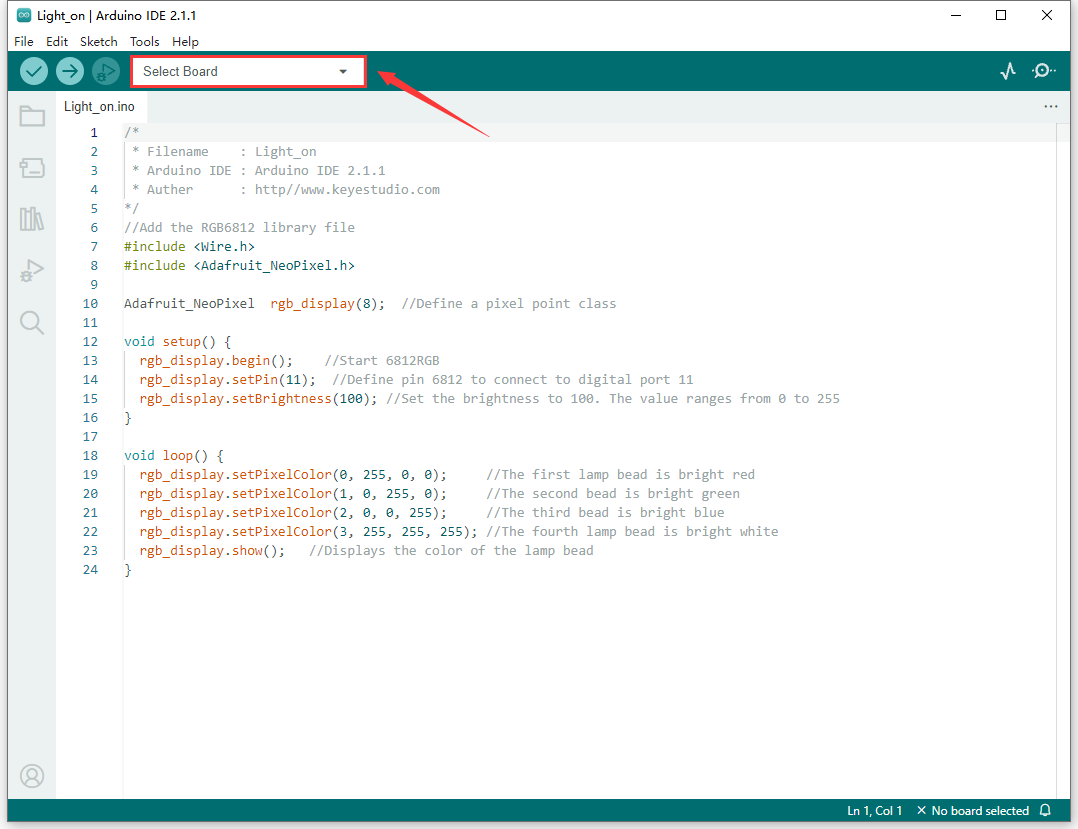 Light_on | Arduino IDE 2.1.1
File Edit Sketch Tools Help
Select Board
Light_on.ino
1 /*
2 * Filename    : Light_on
3 * Arduino IDE : Arduino IDE 2.1.1
4 * Auther      : http//www.keyestudio.com
5 */
6 //Add the RGB6812 library file
7 #include <Wire.h>
8 #include <Adafruit_NeoPixel.h>
9
10 Adafruit_NeoPixel  rgb_display(8);  //Define a pixel point class
11
12 void setup() {
13   rgb_display.begin();    //Start 6812RGB
14   rgb_display.setPin(11);  //Define pin 6812 to connect to digital port 11
15   rgb_display.setBrightness(100); //Set the brightness to 100. The value ranges from 0 to 255
16 }
17
18 void loop() {
19   rgb_display.setPixelColor(0, 255, 0, 0);     //The first lamp bead is bright red
20   rgb_display.setPixelColor(1, 0, 255, 0);     //The second bead is bright green
21   rgb_display.setPixelColor(2, 0, 0, 255);     //The third bead is bright blue
22   rgb_display.setPixelColor(3, 255, 255, 255); //The fourth lamp bead is bright white
23   rgb_display.show();   //Displays the color of the lamp bead
24 }
Ln 1, Col 1 No board selected